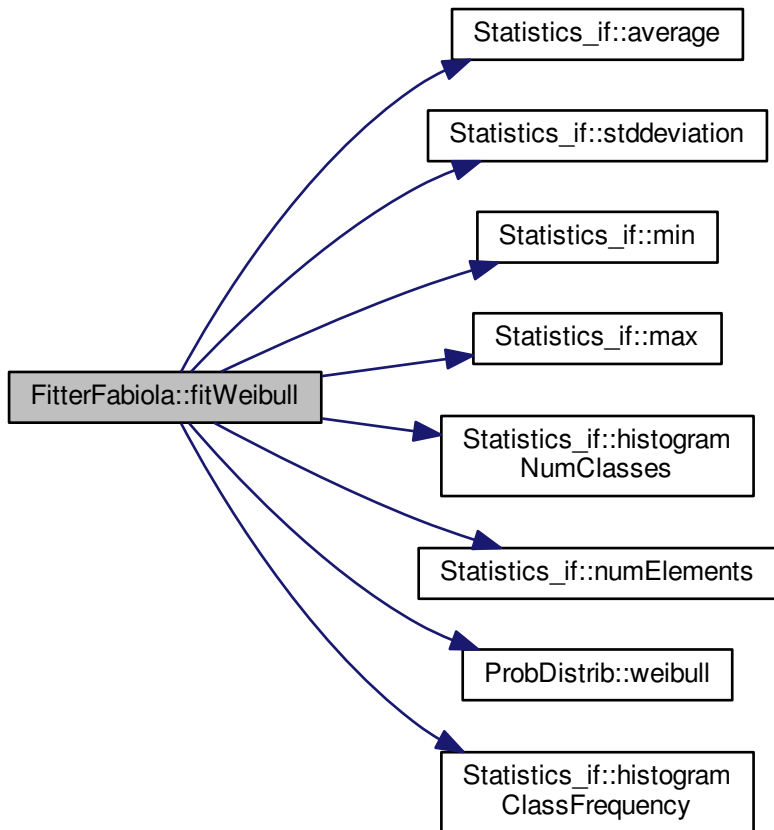 Statistics_if::average
Statistics_if::stddeviation
Statistics_if::min
Statistics_if::max
FitterFabiola::fitWeibull
Statistics_if::histogram
NumClasses
Statistics_if::numElements
ProbDistrib::weibull
Statistics_if::histogram
ClassFrequency